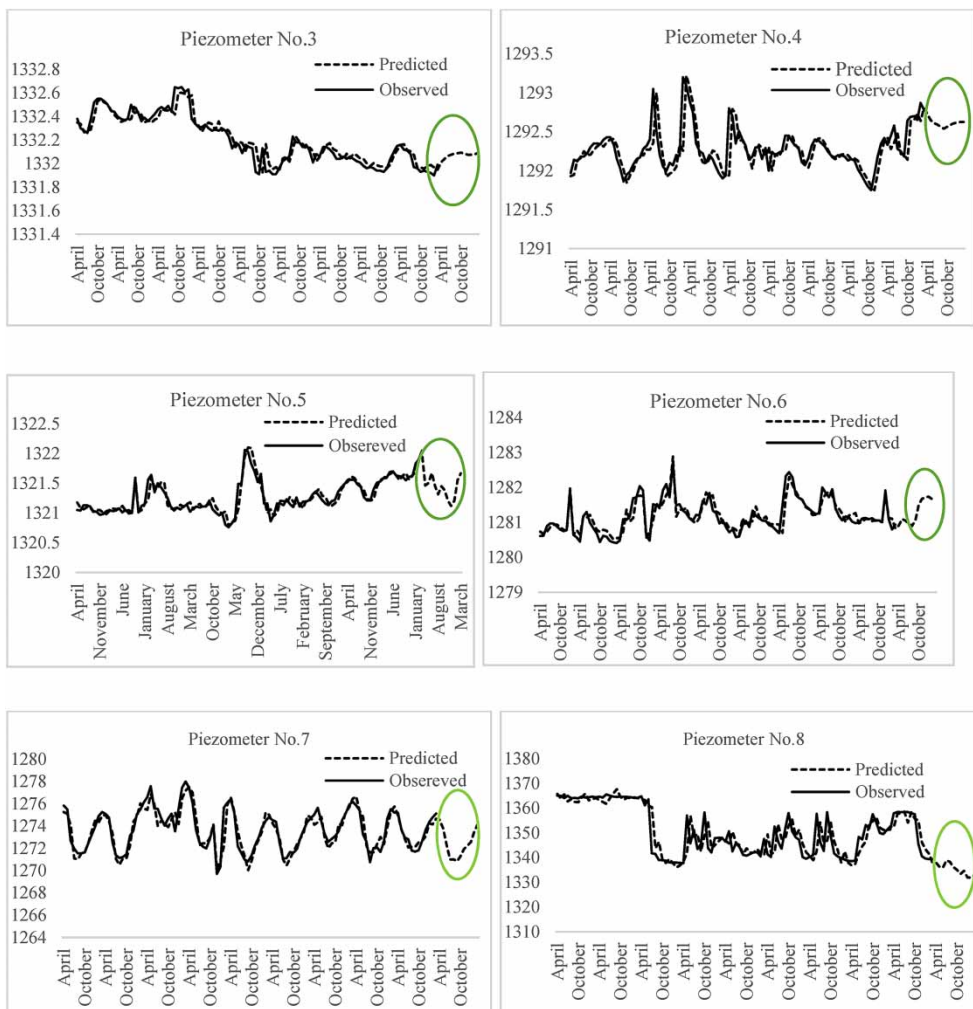 Piezometer No.3
Predicted
Observed
1332.8
1332.6
1332.4
1332.2
1332
1331.8
1331.6
1331.4
April
October
April
October
April
October
April
October
April
October
April
October
April
October
April
October
April
October
April
October
Piezometer No.4
Predicted
Observed
1293.5
1293
1292.5
1292
1291.5
1291
April
October
April
October
April
October
April
October
April
October
April
October
April
October
April
October
April
October
April
October
Piezometer No.5
Predicted
Obsereved
1322.5
1322
1321.5
1321
1320.5
1320
April
November
June
January
August
March
October
May
December
July
February
September
April
November
June
January
August
March
Piezometer No.6
Predicted
Observed
1284
1283
1282
1281
1280
1279
April
October
April
October
April
October
April
October
April
October
April
October
April
October
April
October
April
October
April
October
Piezometer No.7
Predicted
Obsereved
1280
1278
1276
1274
1272
1270
1268
1266
1264
April
October
April
October
April
October
April
October
April
October
April
October
April
October
April
October
April
October
April
October
Piezometer No.8
Predicted
Observed
1380
1370
1360
1350
1340
1330
1320
1310
April
October
April
October
April
October
April
October
April
October
April
October
April
October
April
October
April
October
April
October